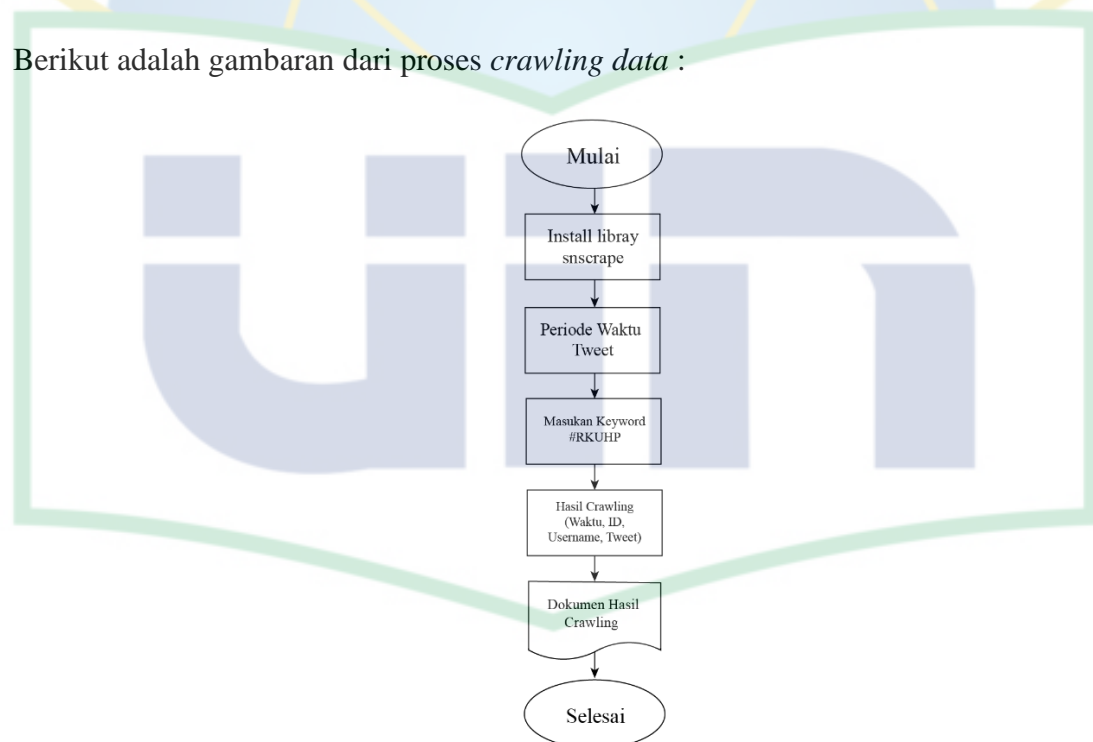 Berikut adalah gambaran dari proses crawling data :
Mulai
Install libray
snscrape
Periode Waktu
Tweet
Masukan Keyword
#RKUHP
Hasil Crawling
(Waktu, ID,
Username, Tweet)
Dokumen Hasil
Crawling
Selesai
uin